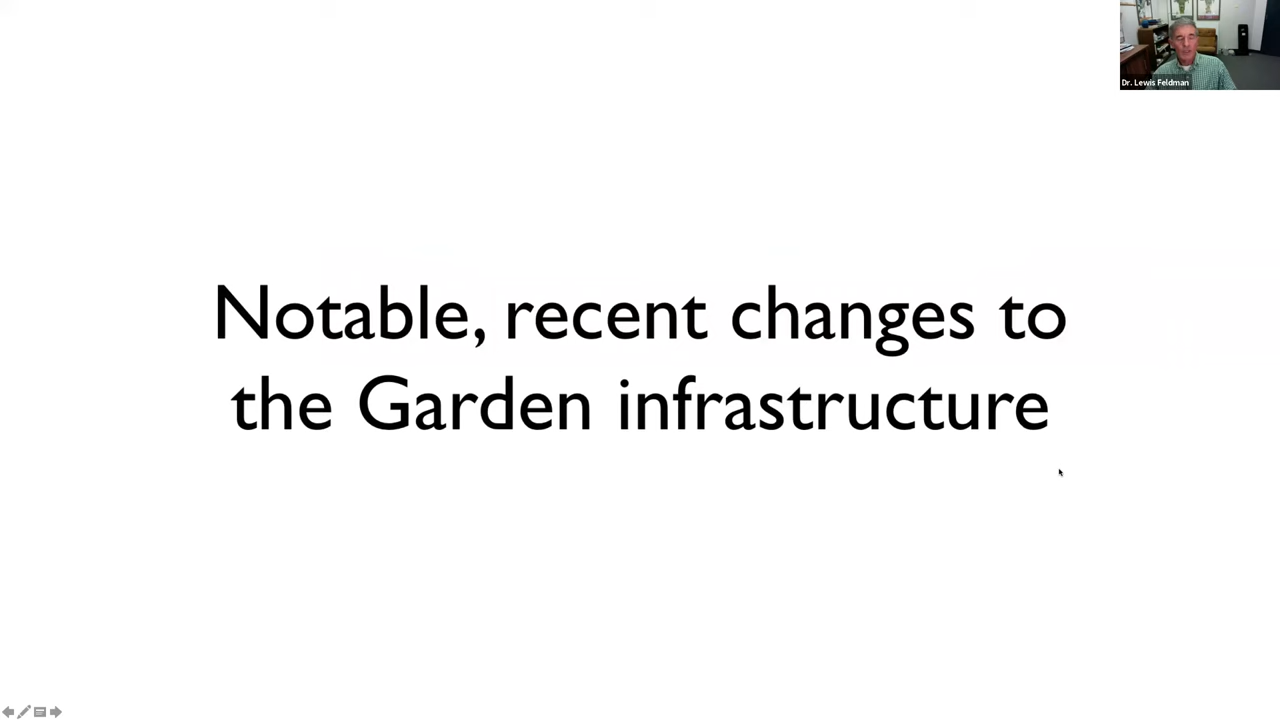 Dr. Lewis Feldman
Notable, recent changes to
the Garden infrastructure